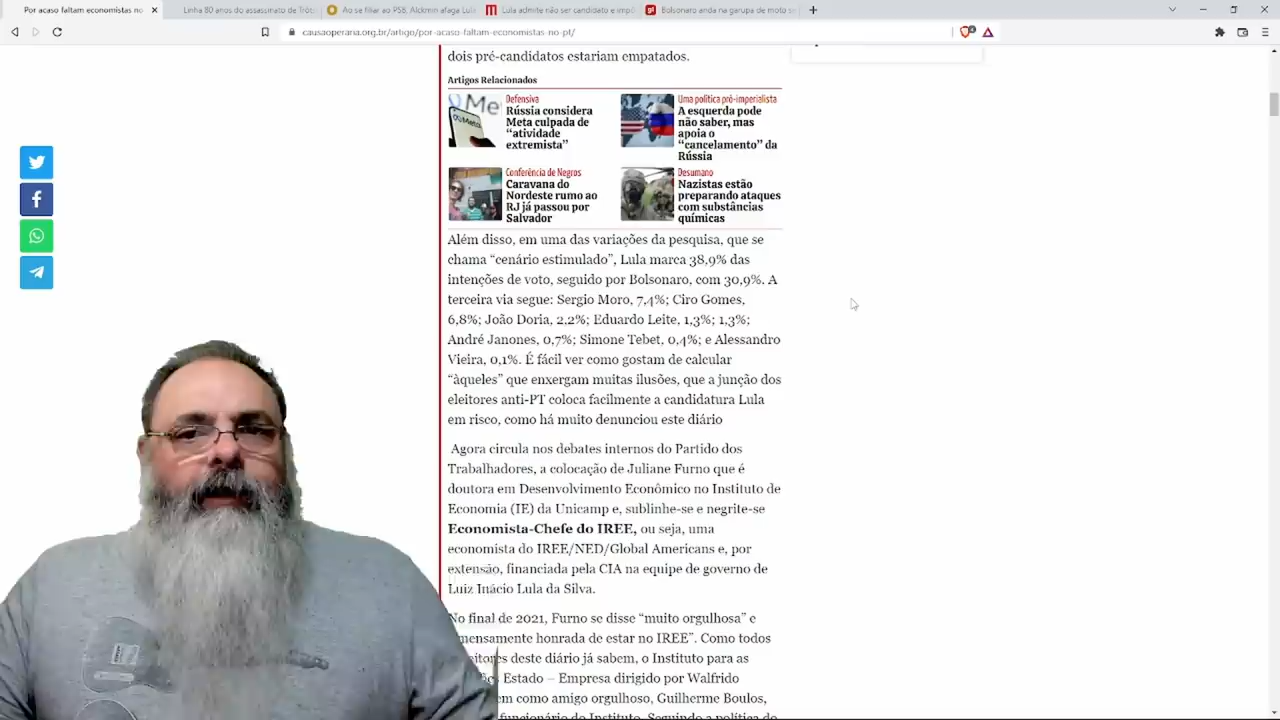 Por acaso faltam economistas no
Linha 80 anos do assassinato de Trót
Ao se filiar ao PSB, Alckmin afaga Lula
Lula admite não ser candidato e impõ
Bolsonaro anda na garupa de moto se
causaoperaria.org.br/artigo/por-acaso-faltam-economistas-no-pt/
dois pré-candidatos estariam empatados.
Artigos Relacionados
Defensiva
Rússia considera
Meta culpada de
“atividade
extremista”
Uma política pró-imperialista
A esquerda pode
não saber, mas
apoia o
“cancelamento” da
Rússia
Conferência de Negros
Caravana do
Nordeste rumo ao
RJ já passou por
Salvador
Desumano
Nazistas estão
preparando ataques
com substâncias
químicas
Além disso, em uma das variações da pesquisa, que se
chama “cenário estimulado”, Lula marca 38,9% das
intenções de voto, seguido por Bolsonaro, com 30,9%. A
terceira via segue: Sergio Moro, 7,4%; Ciro Gomes,
6,8%; João Doria, 2,2%; Eduardo Leite, 1,3%; 1,3%;
André Janones, 0,7%; Simone Tebet, 0,4%; e Alessandro
Vieira, 0,1%. É fácil ver como gostam de calcular
“àqueles” que enxergam muitas ilusões, que a junção dos
eleitores anti-PT coloca facilmente a candidatura Lula
em risco, como há muito denunciou este diário
Agora circula nos debates internos do Partido dos
Trabalhadores, a colocação de Juliane Furno que é
doutora em Desenvolvimento Econômico no Instituto de
Economia (IE) da Unicamp e, sublinhe-se e negrite-se
Economista-Chefe do IREE, ou seja, uma
economista do IREE/NED/Global Americans e, por
extensão, financiada pela CIA na equipe de governo de
Luiz Inácio Lula da Silva.
No final de 2021, Furno se disse “muito orgulhosa” e
mensamente honrada de estar no IREE”. Como todos
eitores deste diário já sabem, o Instituto para as
Estado – Empresa dirigido por Walfrido
em como amigo orgulhoso, Guilherme Boulos,
funcionário do Instituto. Seguindo a política do